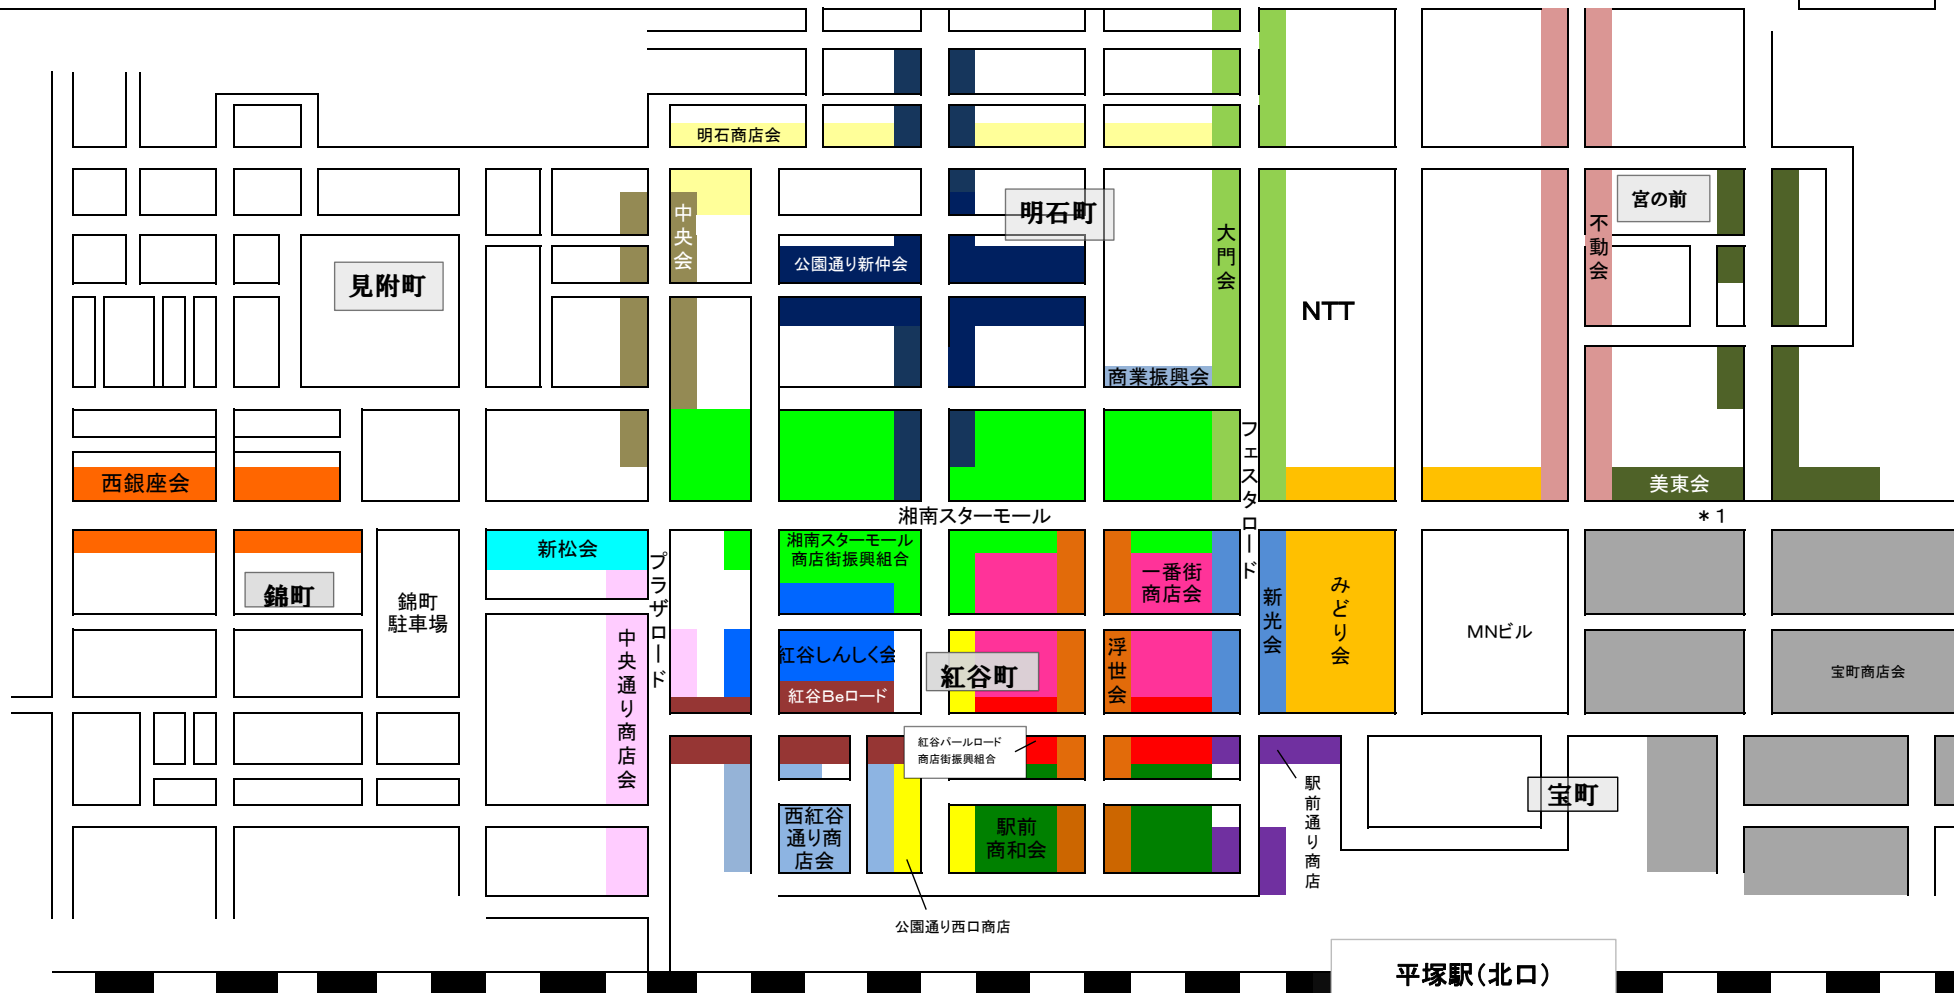 明石商店会
中央会
明石町
宮の前
大門会
不動会
公園通り新仲会
見附町
NTT
商業振興会
西銀座会
フェスタロード
美東会
湘南スターモール
＊1
新松会
湘南スターモール
商店街振興組合
プラザロード
錦町
錦町
駐車場
一番街
商店会
新光会
みどり会
MNビル
中央通り商店会
紅谷しんしく会
紅谷町
浮世会
宝町商店会
紅谷Beロード
紅谷パールロード
商店街振興組合
駅前通り商店
宝町
西紅谷
通り商
店会
駅前
商和会
公園通り西口商店
平塚駅（北口）